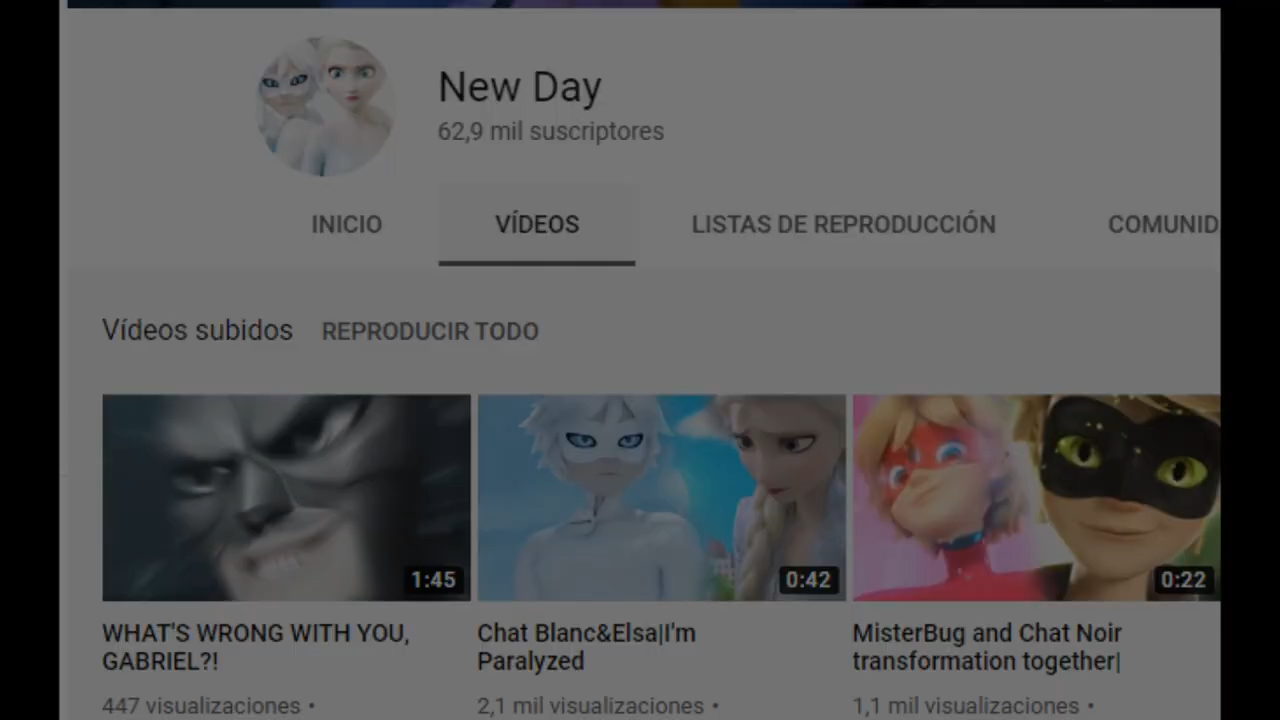 New Day
62,9 mil suscriptores
INICIO
VÍDEOS
LISTAS DE REPRODUCCIÓN
COMUNID
Vídeos subidos
REPRODUCIR TODO
1:45
0:42
0:22
WHAT'S WRONG WITH YOU,
GABRIEL?!
447 visualizaciones •
Chat Blanc&Elsa|I'm
Paralyzed
2,1 mil visualizaciones •
MisterBug and Chat Noir
transformation together|
1,1 mil visualizaciones •